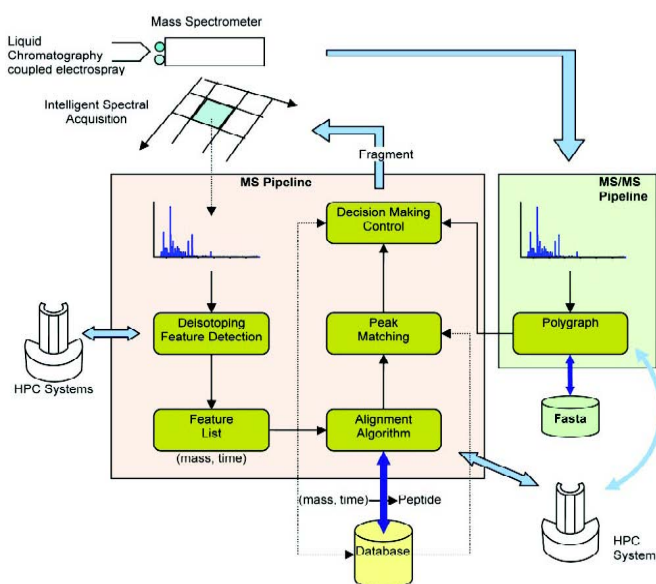 Mass Spectrometer
Liquid
Chromatography
coupled electrospray
Intelligent Spectral
Acquisition
Fragment
MS Pipeline
MS/MS
Pipeline
Decision Making
Control
Deisotoping
Feature Detection
Peak
Matching
Polygraph
HPC Systems
Feature
List
Alignment
Algorithm
Fasta
(mass, time)
(mass, time)
Peptide
Database
HPC
System